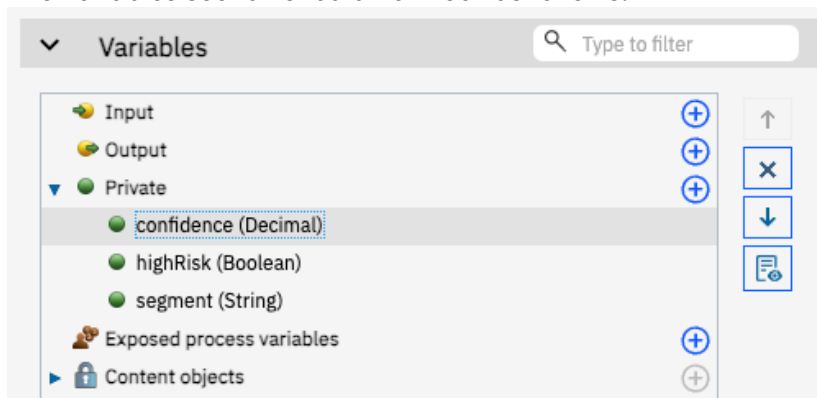 Variables
Type to filter
Input
Output
Private
confidence (Decimal)
highRisk (Boolean)
segment (String)
Exposed process variables
Content objects